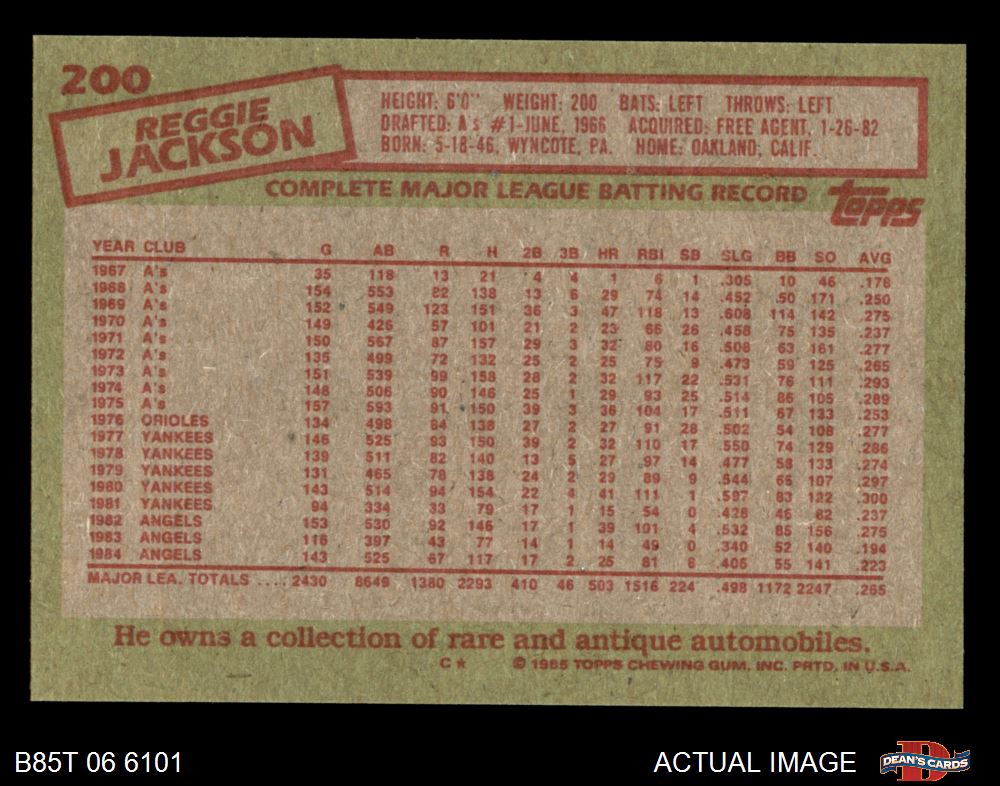 200
REGGIE
JACKSON
HEIGHT: 6'0" WEIGHT: 200 BATS: LEFT THROWS: LEFT
DRAFTED: A's #1-JUNE, 1966 ACQUIRED: FREE AGENT, 1-26-82
BORN: 5-18-46, WYNCOTE, PA. HOME: OAKLAND, CALIF.
COMPLETE MAJOR LEAGUE BATTING RECORD
topps
YEAR CLUB G AB R H 2B 3B HR RBI SB SLG BB SO AVG
1967 A's 35 118 13 21 4 4 1 6 1 .305 10 46 .178
1968 A's 154 553 82 138 13 6 29 74 14 .452 50 171 .250
1969 A's 152 549 123 151 36 3 47 118 13 .608 114 142 .275
1970 A's 149 426 57 101 21 2 23 66 26 .458 75 135 .237
1971 A's 150 567 87 157 29 3 32 80 16 .508 63 161 .277
1972 A's 135 499 72 132 25 2 25 75 9 .473 59 125 .265
1973 A's 151 539 99 158 28 2 32 117 22 .531 76 111 .293
1974 A's 148 506 90 146 25 1 29 93 25 .514 86 105 .289
1975 A's 157 593 91 150 39 3 36 104 17 .511 67 133 .253
1976 ORIOLES 134 498 84 138 27 2 27 91 28 .502 54 108 .277
1977 YANKEES 146 525 93 150 39 2 32 110 17 .550 74 129 .286
1978 YANKEES 139 511 82 140 13 5 27 97 14 .477 58 133 .274
1979 YANKEES 131 465 78 138 24 2 29 89 9 .544 65 107 .297
1980 YANKEES 143 514 94 154 22 4 41 111 1 .597 83 122 .300
1981 YANKEES 94 334 33 79 17 1 15 54 0 .428 46 82 .237
1982 ANGELS 153 530 92 146 17 1 39 101 4 .532 85 156 .275
1983 ANGELS 116 397 43 77 14 1 14 49 0 .340 52 140 .194
1984 ANGELS 143 525 67 117 17 2 25 81 8 .406 55 141 .223
MAJOR LEA. TOTALS .... 2430 8649 1380 2293 410 46 503 1516 224 .498 1172 2247 .265
He owns a collection of rare and antique automobiles.
C* © 1985 TOPPS CHEWING GUM, INC. PRTD. IN U.S.A.
B85T 06 6101
ACTUAL IMAGE
D
DEAN'S CARDS